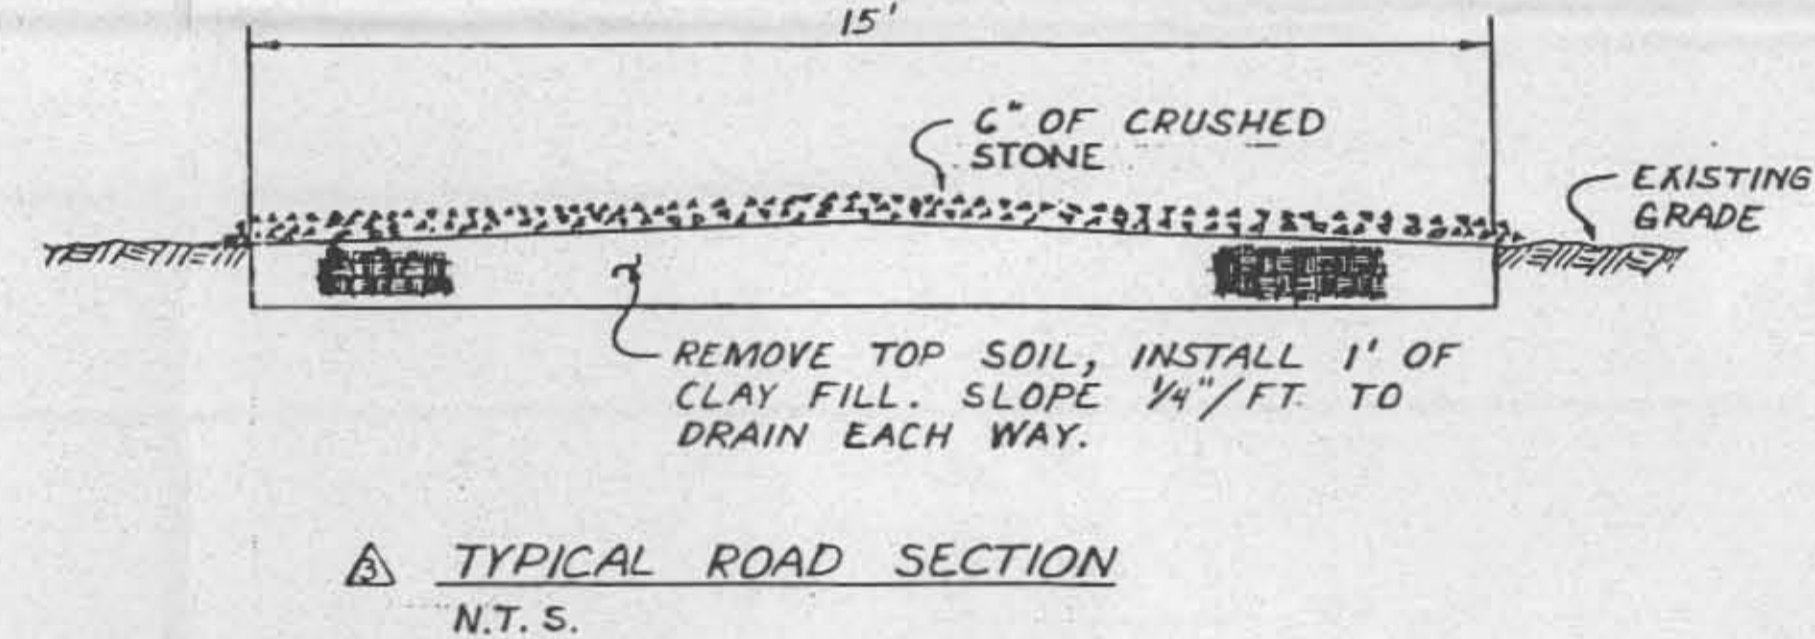 15'
6" OF CRUSHED
STONE
EXISTING
GRADE
REMOVE TOP SOIL, INSTALL 1' OF
CLAY FILL. SLOPE 1/4"/FT. TO
DRAIN EACH WAY.
3 TYPICAL ROAD SECTION
N.T.S.